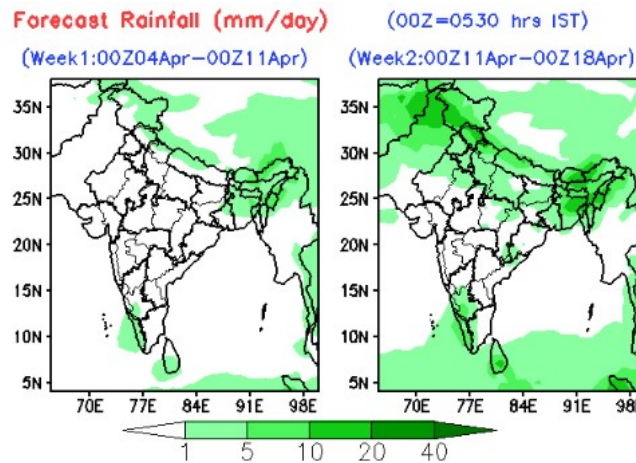 Forecast Rainfall (mm/day)
(00Z=0530 hrs IST)
(Week1:00Z04Apr–00Z11Apr)
(Week2:00Z11Apr–00Z18Apr)
35N
30N
25N
20N
15N
10N
5N
70E 77E 84E 91E 98E
35N
30N
25N
20N
15N
10N
5N
70E 77E 84E 91E 98E
1 5 10 20 40